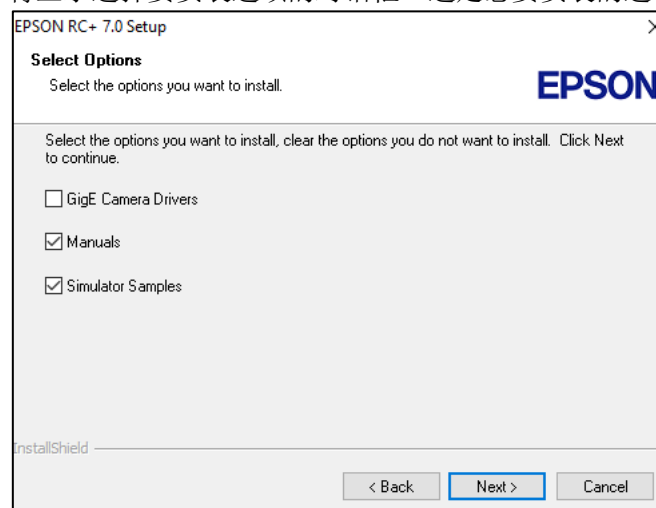 EPSON RC+ 7.0 Setup
Select Options
Select the options you want to install.
EPSON
Select the options you want to install, clear the options you do not want to install. Click Next
to continue.
GigE Camera Drivers
Manuals
Simulator Samples
InstallShield
< Back
Next >
Cancel